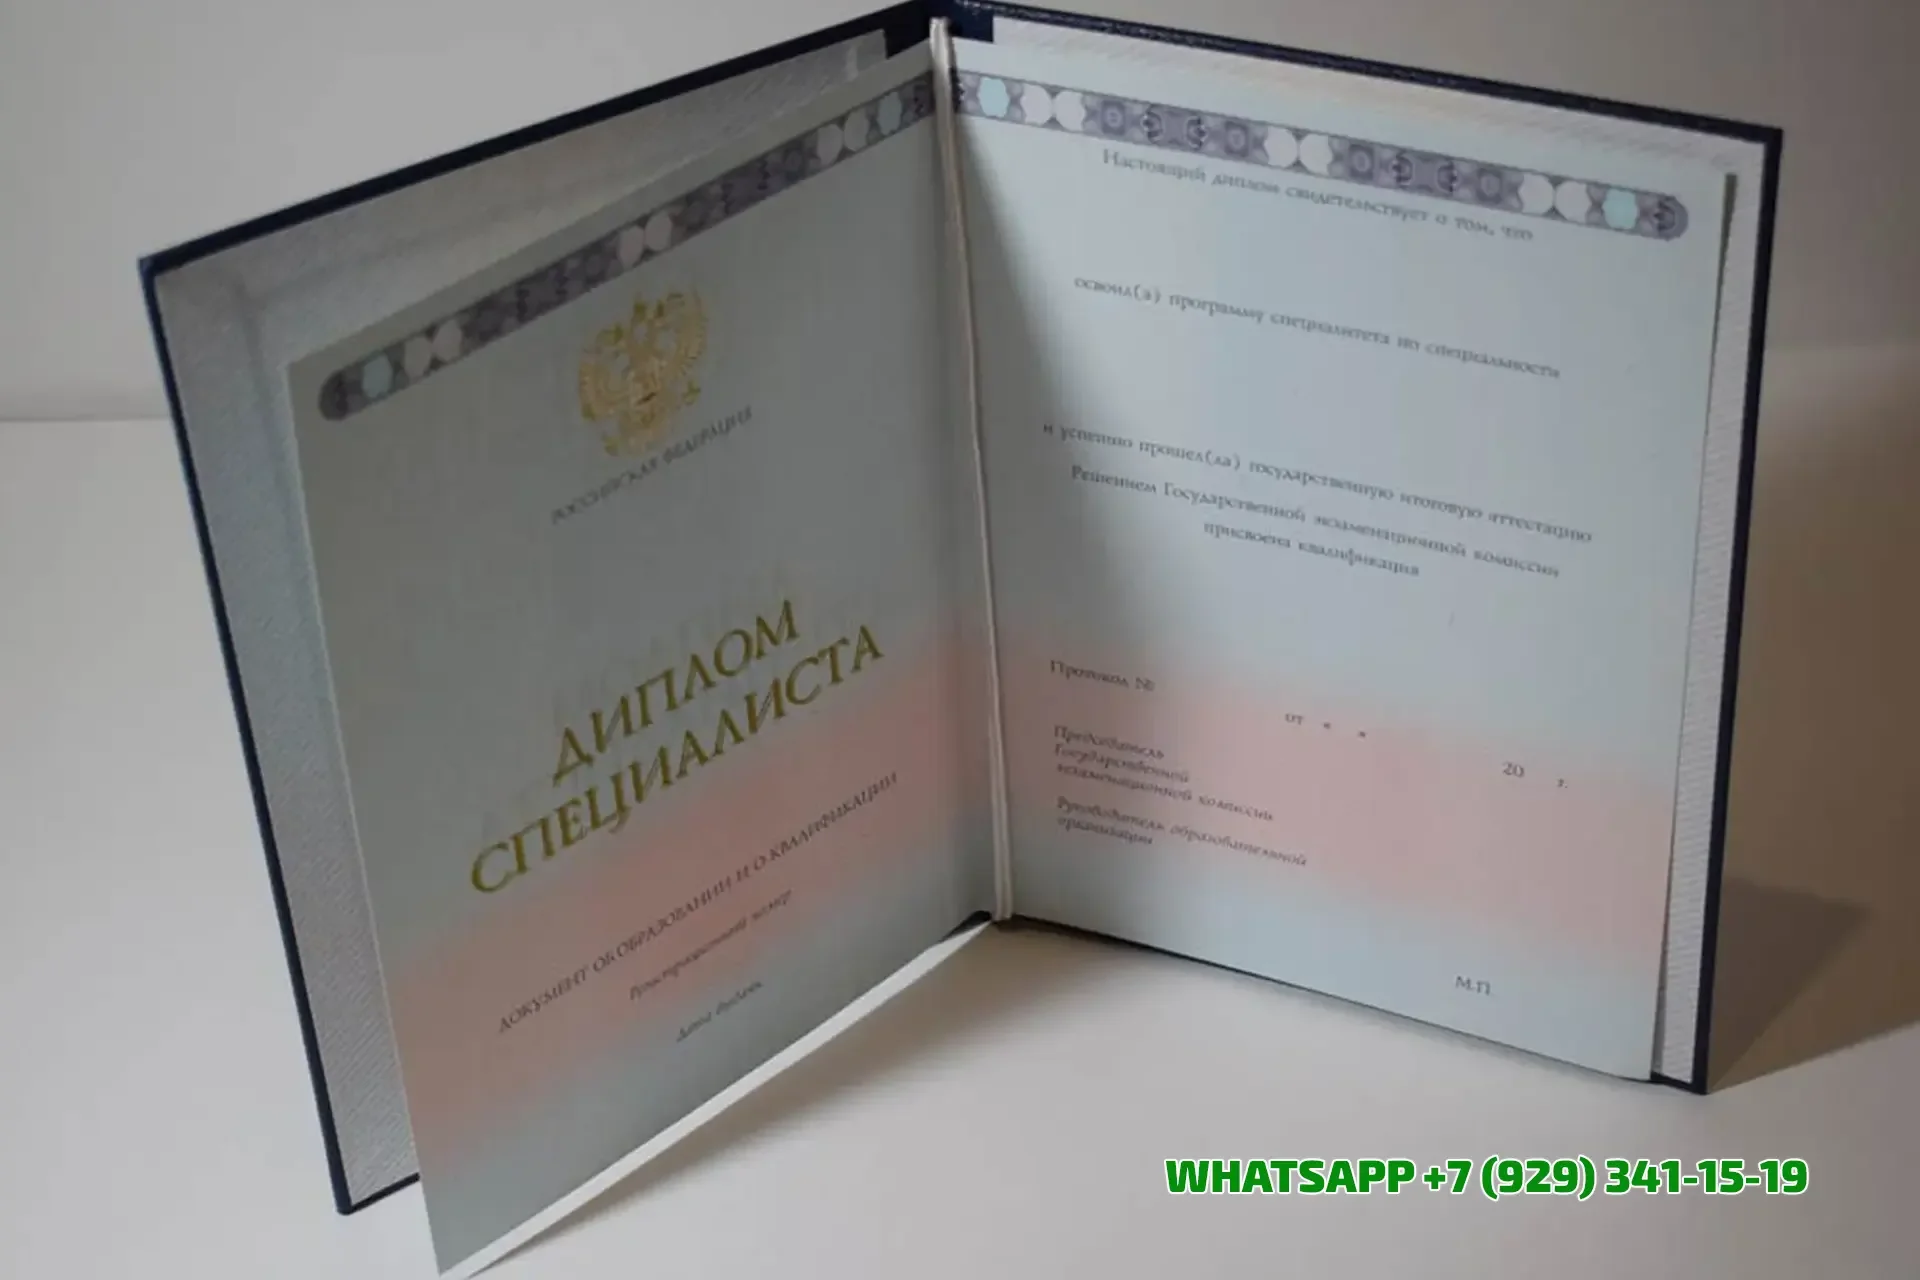 РОССИЙСКАЯ ФЕДЕРАЦИЯ
ДИПЛОМ
СПЕЦИАЛИСТА
ДОКУМЕНТ ОБ ОБРАЗОВАНИИ И О КВАЛИФИКАЦИИ
Регистрационный номер
Дата выдачи
Настоящий диплом свидетельствует о том, что
освоил(а) программу специалитета по специальности
и успешно прошел(ла) государственную итоговую аттестацию
Решением Государственной экзаменационной комиссии
присвоена квалификация
Протокол №
от « » 20 г.
Председатель
Государственной
экзаменационной комиссии
Руководитель образовательной
организации
М.П.
WHATSAPP +7 (929) 341-15-19